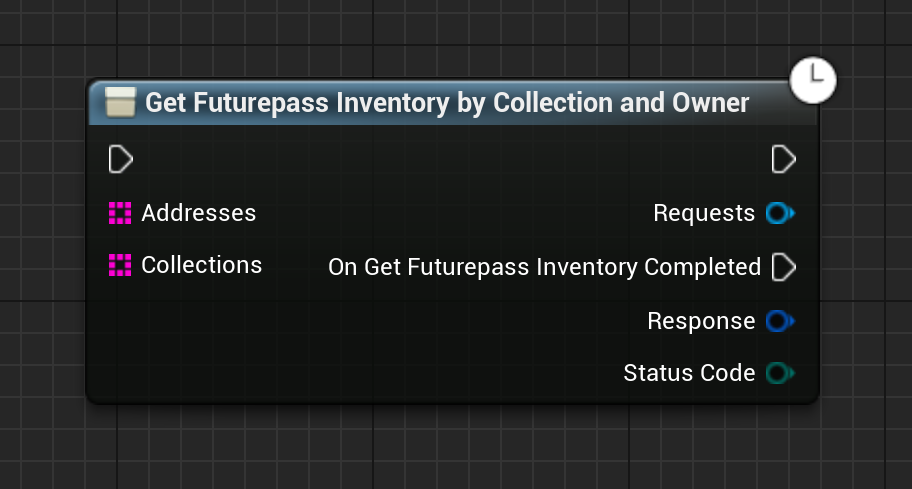 Get Futurepass Inventory by Collection and Owner
Addresses
Requests
Collections
On Get Futurepass Inventory Completed
Response
Status Code